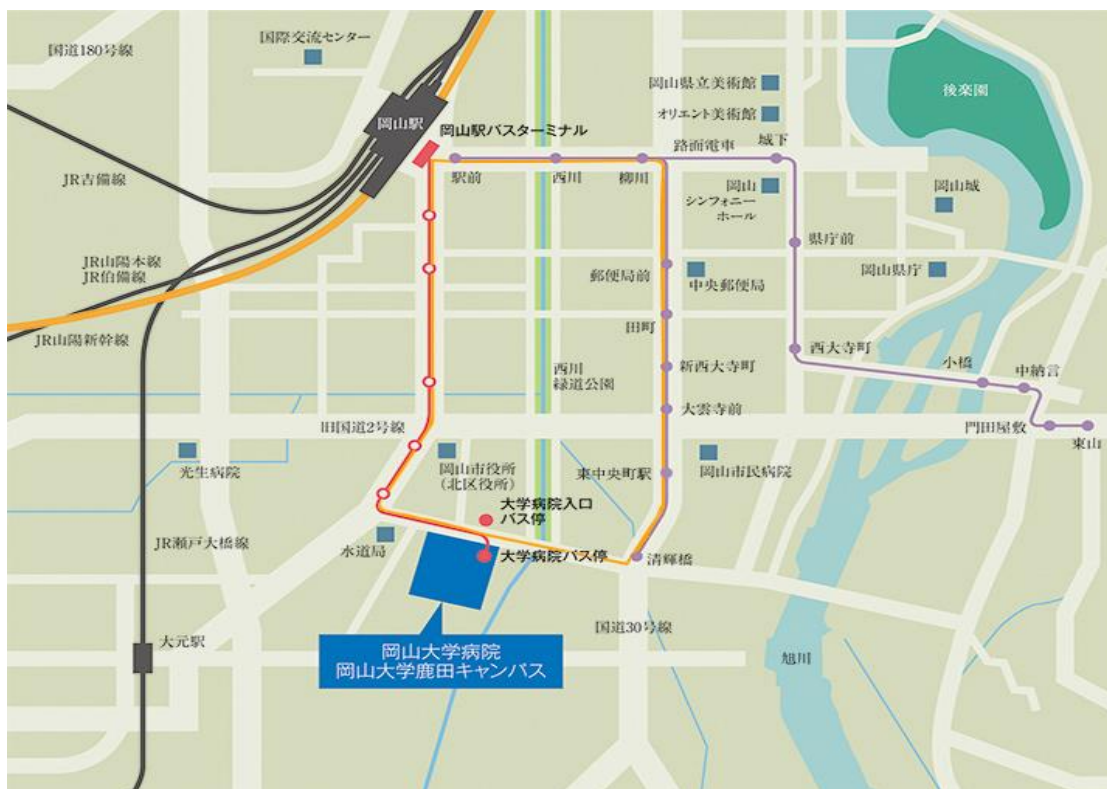 国道180号線
国際交流センター
岡山駅
岡山駅バスターミナル
岡山県立美術館
オリエント美術館
後楽園
路面電車
城下
JR吉備線
駅前
西川
柳川
岡山
シンフォニー
ホール
岡山城
県庁前
JR山陽本線
JR伯備線
郵便局前
中央郵便局
岡山県庁
田町
JR山陽新幹線
西大寺町
小橋
中納言
西川
緑道公園
新西大寺町
大雲寺前
旧国道2号線
門田屋敷
東山
光生病院
岡山市役所
(北区役所)
東中央町駅
岡山市民病院
大学病院入口
バス停
JR瀬戸大橋線
水道局
大学病院バス停
清輝橋
国道30号線
大元駅
岡山大学病院
岡山大学鹿田キャンパス
旭川